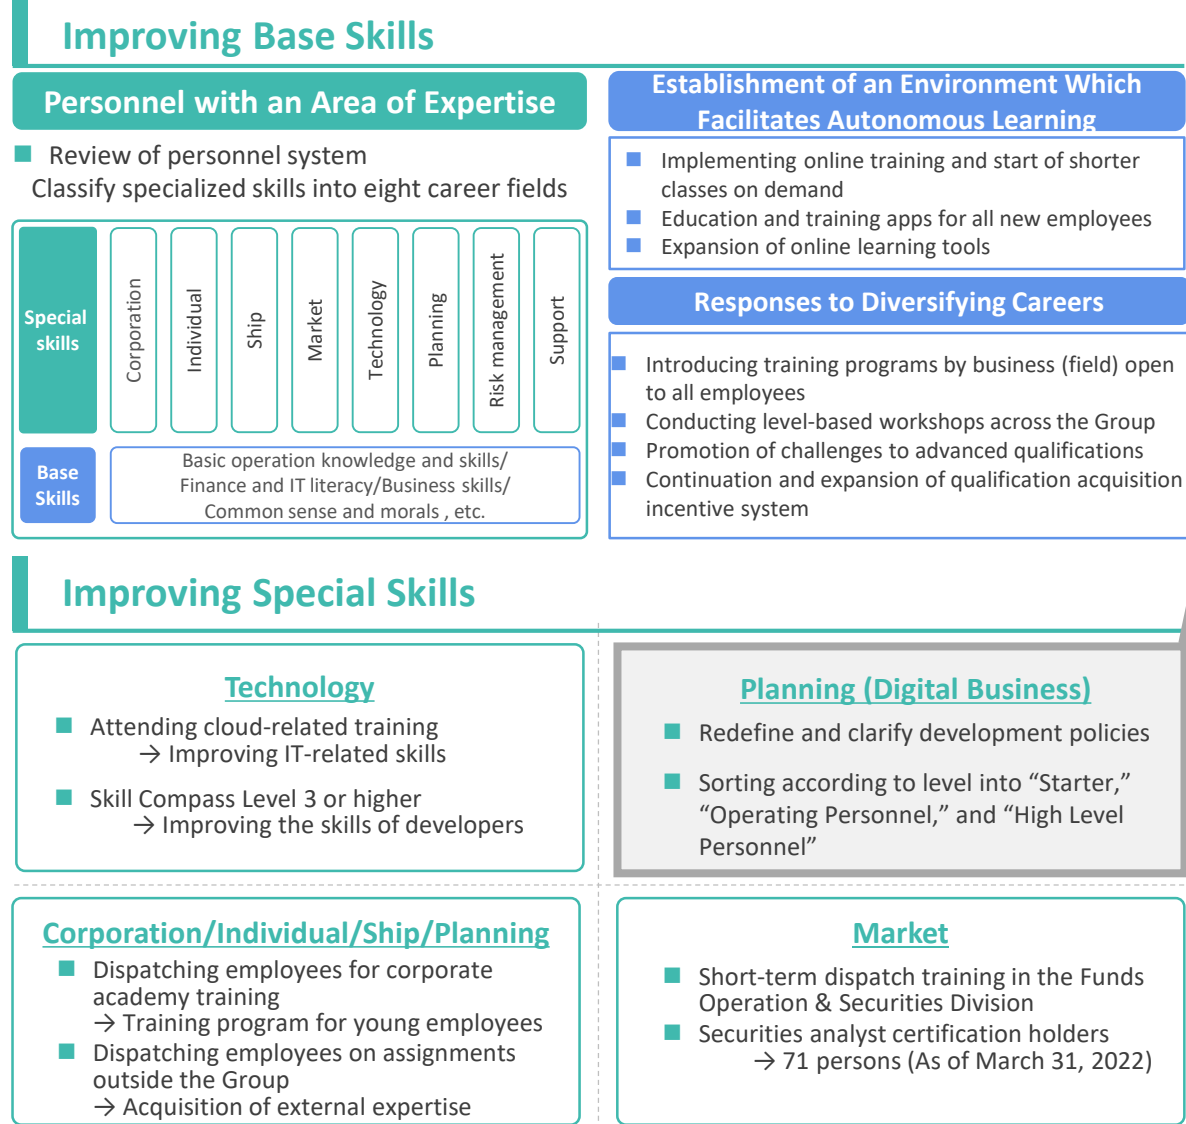 Improving Base Skills
Personnel with an Area of Expertise
■ Review of personnel system
Classify specialized skills into eight career fields
Special
skills
Corporation
Individual
Ship
Market
Technology
Planning
Risk management
Support
Base
Skills
Basic operation knowledge and skills/
Finance and IT literacy/Business skills/
Common sense and morals , etc.
Establishment of an Environment Which
Facilitates Autonomous Learning
■ Implementing online training and start of shorter
classes on demand
■ Education and training apps for all new employees
■ Expansion of online learning tools
Responses to Diversifying Careers
■ Introducing training programs by business (field) open
to all employees
■ Conducting level-based workshops across the Group
■ Promotion of challenges to advanced qualifications
■ Continuation and expansion of qualification acquisition
incentive system
Improving Special Skills
Technology
■ Attending cloud-related training
→ Improving IT-related skills
■ Skill Compass Level 3 or higher
→ Improving the skills of developers
Planning (Digital Business)
■ Redefine and clarify development policies
■ Sorting according to level into “Starter,”
“Operating Personnel,” and “High Level
Personnel”
Corporation/Individual/Ship/Planning
■ Dispatching employees for corporate
academy training
→ Training program for young employees
■ Dispatching employees on assignments
outside the Group
→ Acquisition of external expertise
Market
■ Short-term dispatch training in the Funds
Operation & Securities Division
■ Securities analyst certification holders
→ 71 persons (As of March 31, 2022)